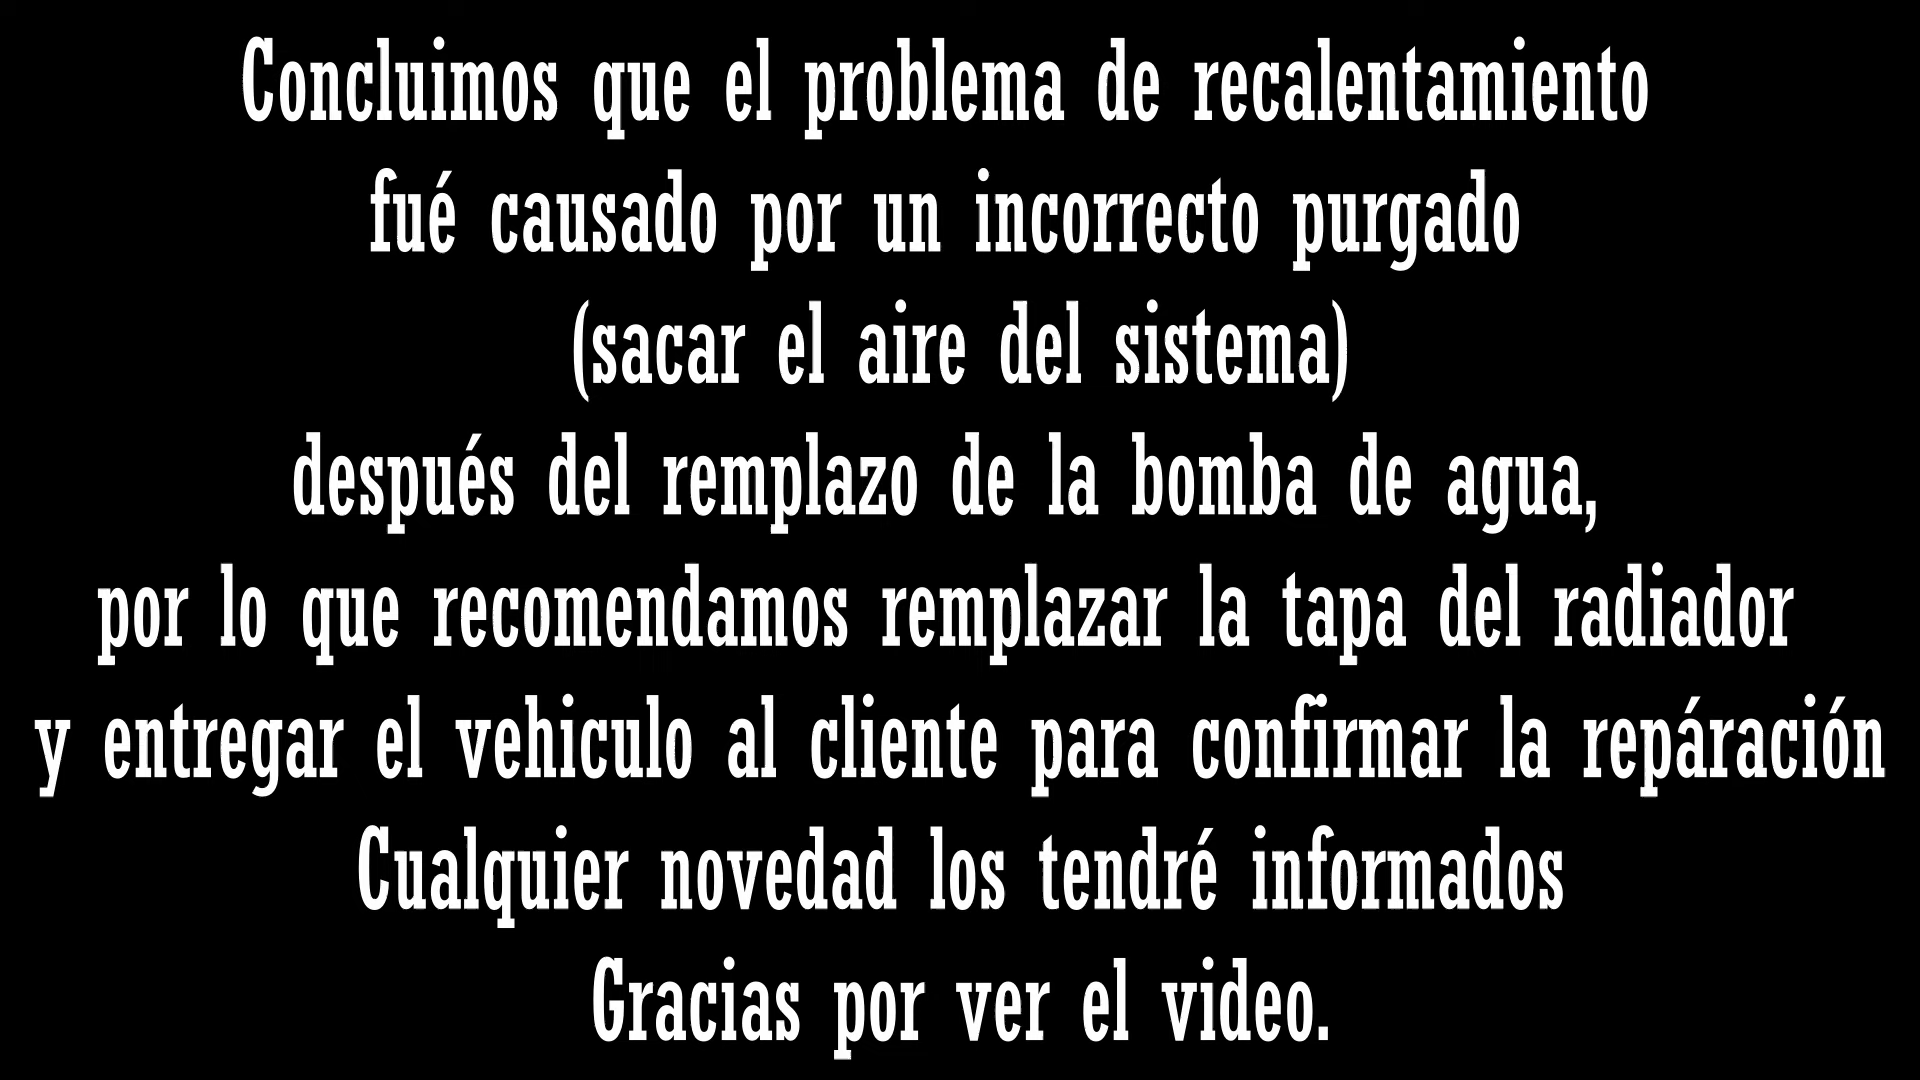 Concluimos que el problema de recalentamiento
fué causado por un incorrecto purgado
(sacar el aire del sistema)
después del remplazo de la bomba de agua,
por lo que recomendamos remplazar la tapa del radiador
y entregar el vehiculo al cliente para confirmar la repáración
Cualquier novedad los tendré informados
Gracias por ver el video.